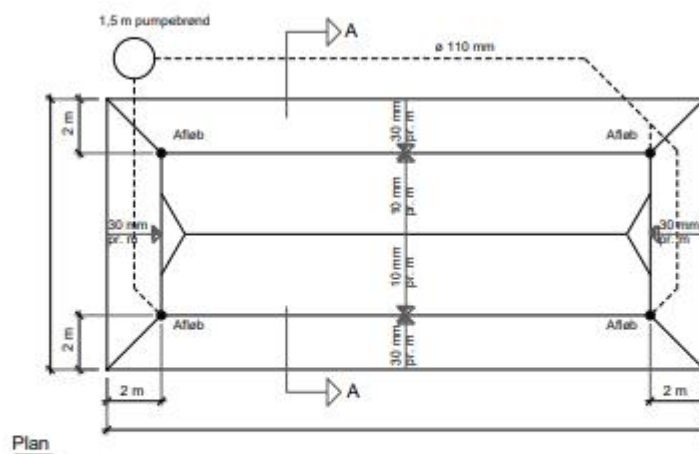 1,5 m pumpebrønd
A
ø 110 mm
2 m
Afløb
30 mm
pr. m
Afløb
10 mm
pr. m
30 mm
pr. m
30 mm
pr. m
10 mm
pr. m
Afløb
Afløb
2 m
30 mm
pr. m
2 m
A
2 m
Plan